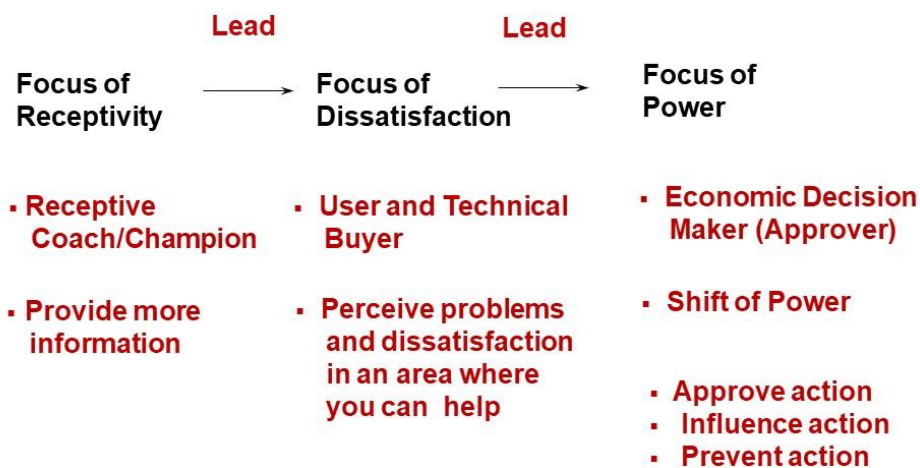 Lead
Lead
Focus of
Receptivity
Focus of
Dissatisfaction
Focus of
Power
▪ Receptive
Coach/Champion
▪ Provide more
information
▪ User and Technical
Buyer
▪ Perceive problems
and dissatisfaction
in an area where
you can help
▪ Economic Decision
Maker (Approver)
▪ Shift of Power
▪ Approve action
▪ Influence action
▪ Prevent action